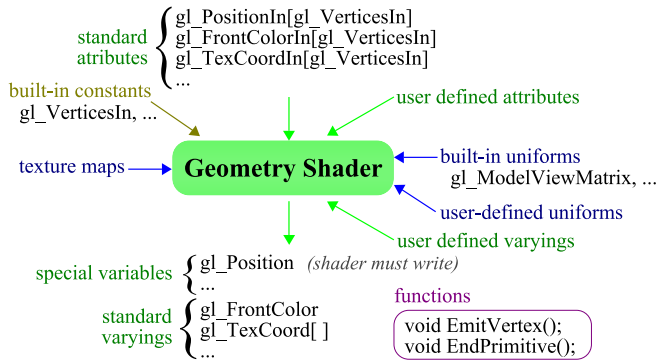 gl_PositionIn[gl_VerticesIn]
standard
atributes
gl_FrontColorIn[gl_VerticesIn]
gl_TexCoordIn[gl_VerticesIn]
...
built-in constants
gl_VerticesIn, ...
user defined attributes
texture maps
Geometry Shader
built-in uniforms
gl_ModelViewMatrix, ...
user-defined uniforms
user defined varyings
special variables
gl_Position (shader must write)
...
standard
varyings
gl_FrontColor
gl_TexCoord[ ]
...
functions
void EmitVertex();
void EndPrimitive();